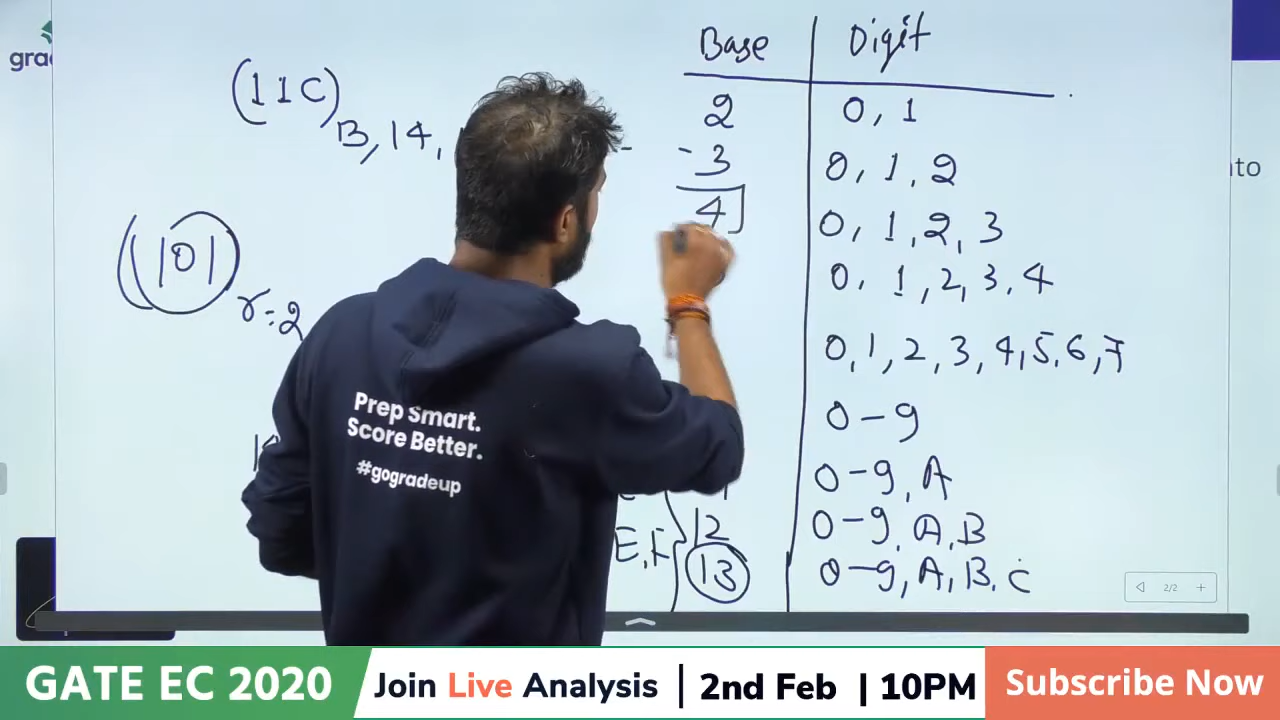 gra
Base Digit
(11C)B, 14,
2 0, 1
3 0, 1, 2
4 0, 1, 2, 3
(101)r=2
0, 1, 2, 3, 4
0, 1, 2, 3, 4, 5, 6, 7
0-9
0-9, A
12 0-9, A, B
E, F
13 0-9, A, B, C
Prep Smart.
Score Better.
#gogradeup
2/2
GATE EC 2020 Join Live Analysis | 2nd Feb | 10PM Subscribe Now